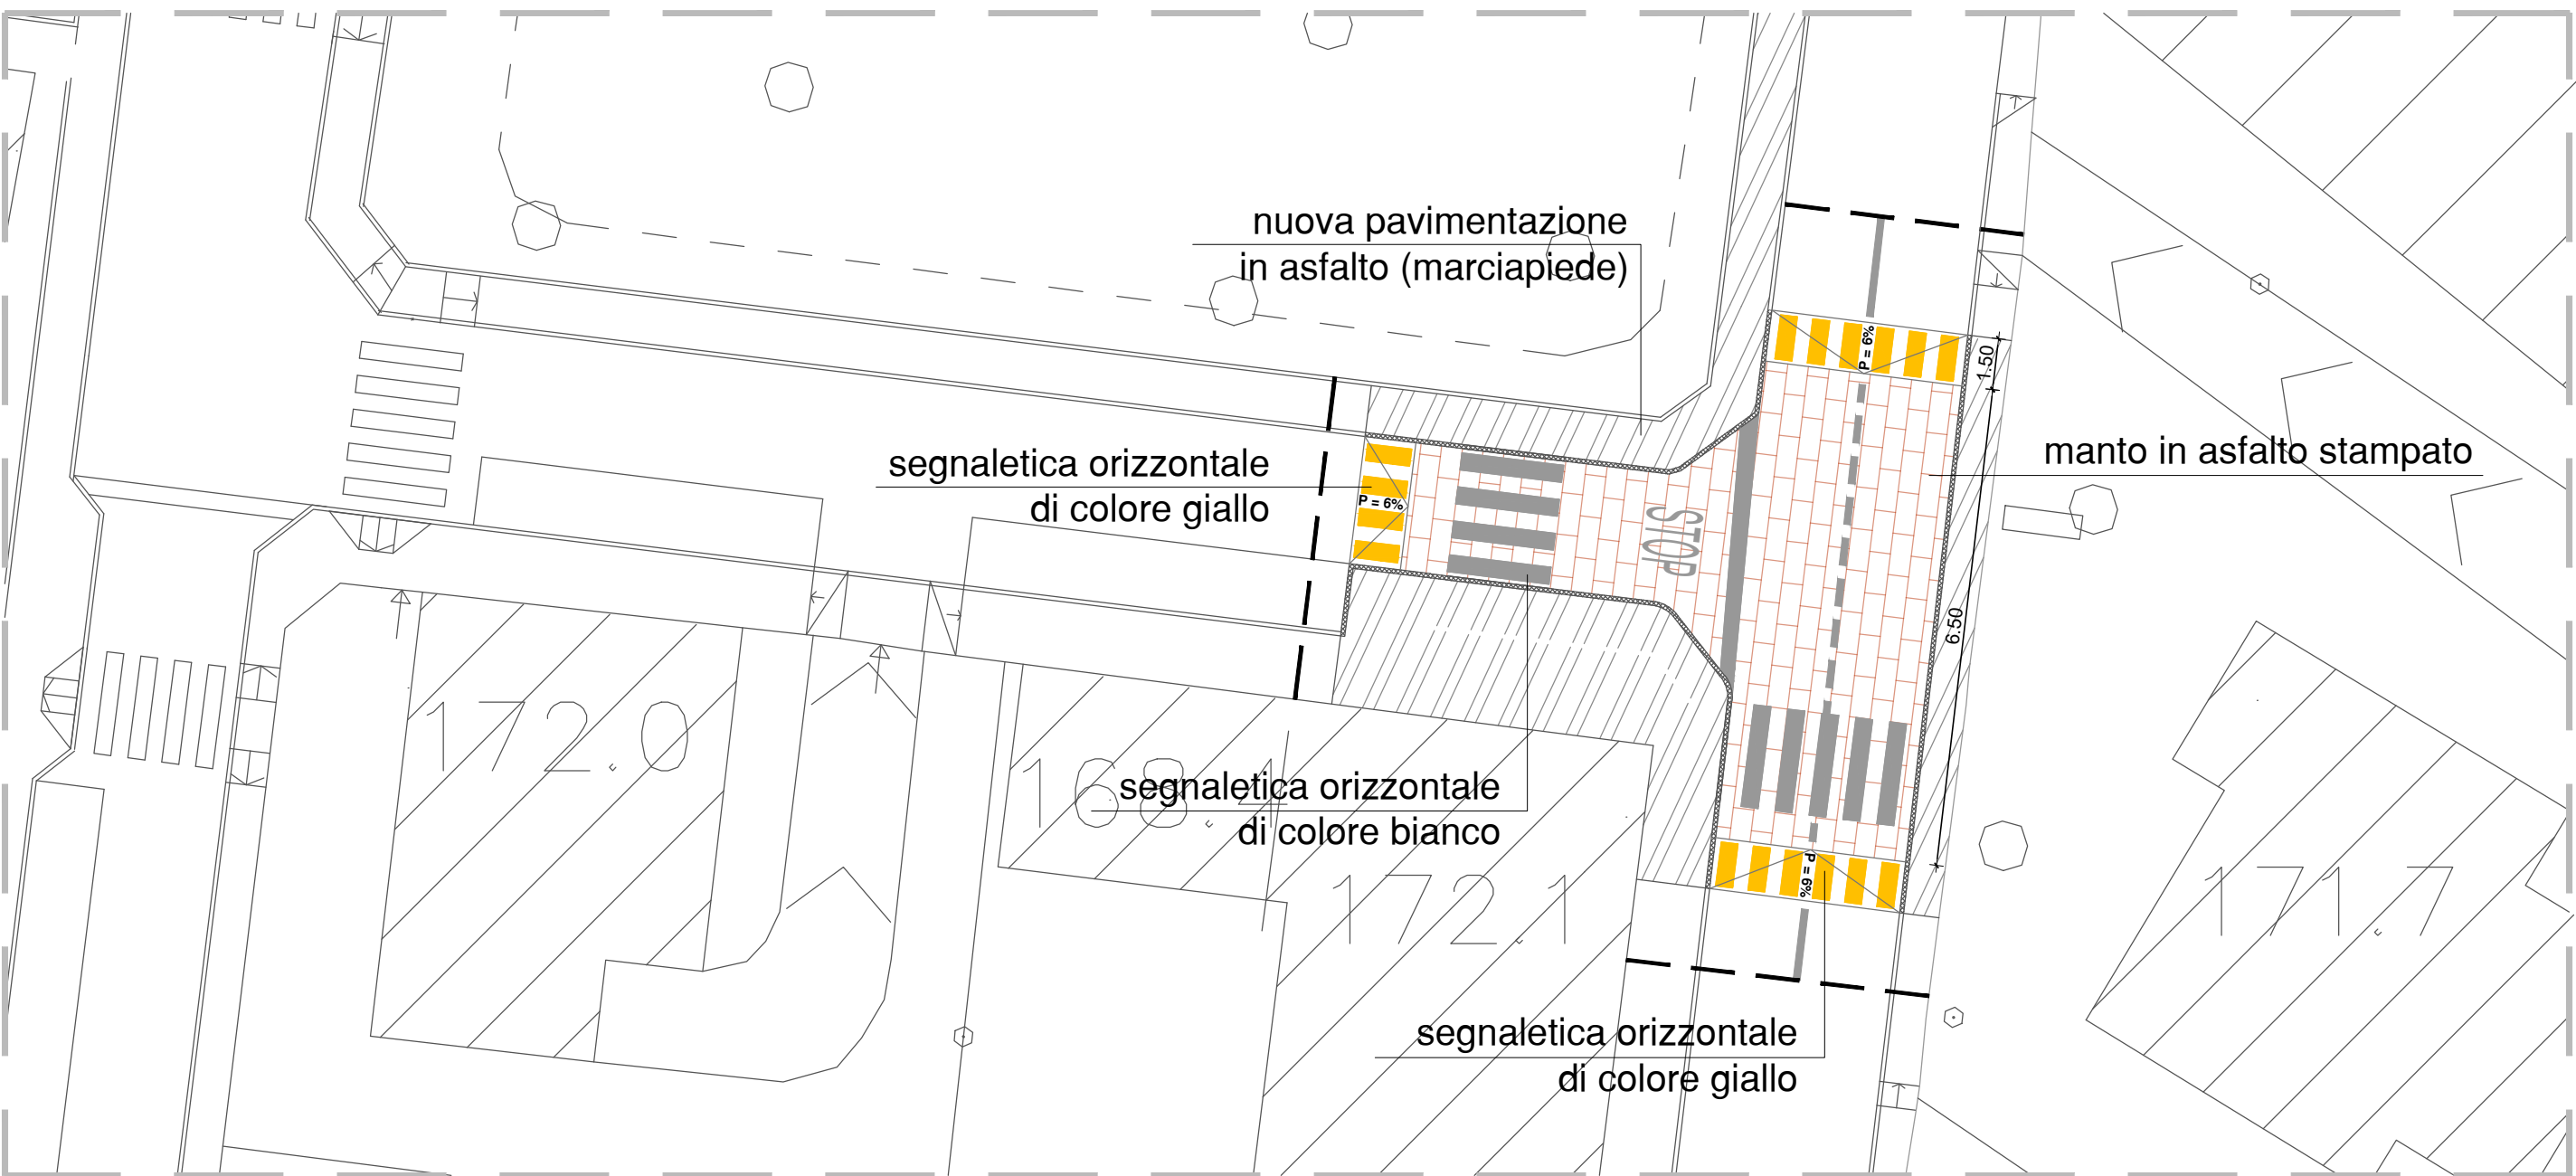 nuova pavimentazione
in asfalto (marciapiede)
P = 6%
1.50
manto in asfalto stampato
segnaletica orizzontale
di colore giallo
P = 6%
STOP
6.50
172.0
168.4
segnaletica orizzontale
di colore bianco
172.1
P = 6%
171.7
segnaletica orizzontale
di colore giallo